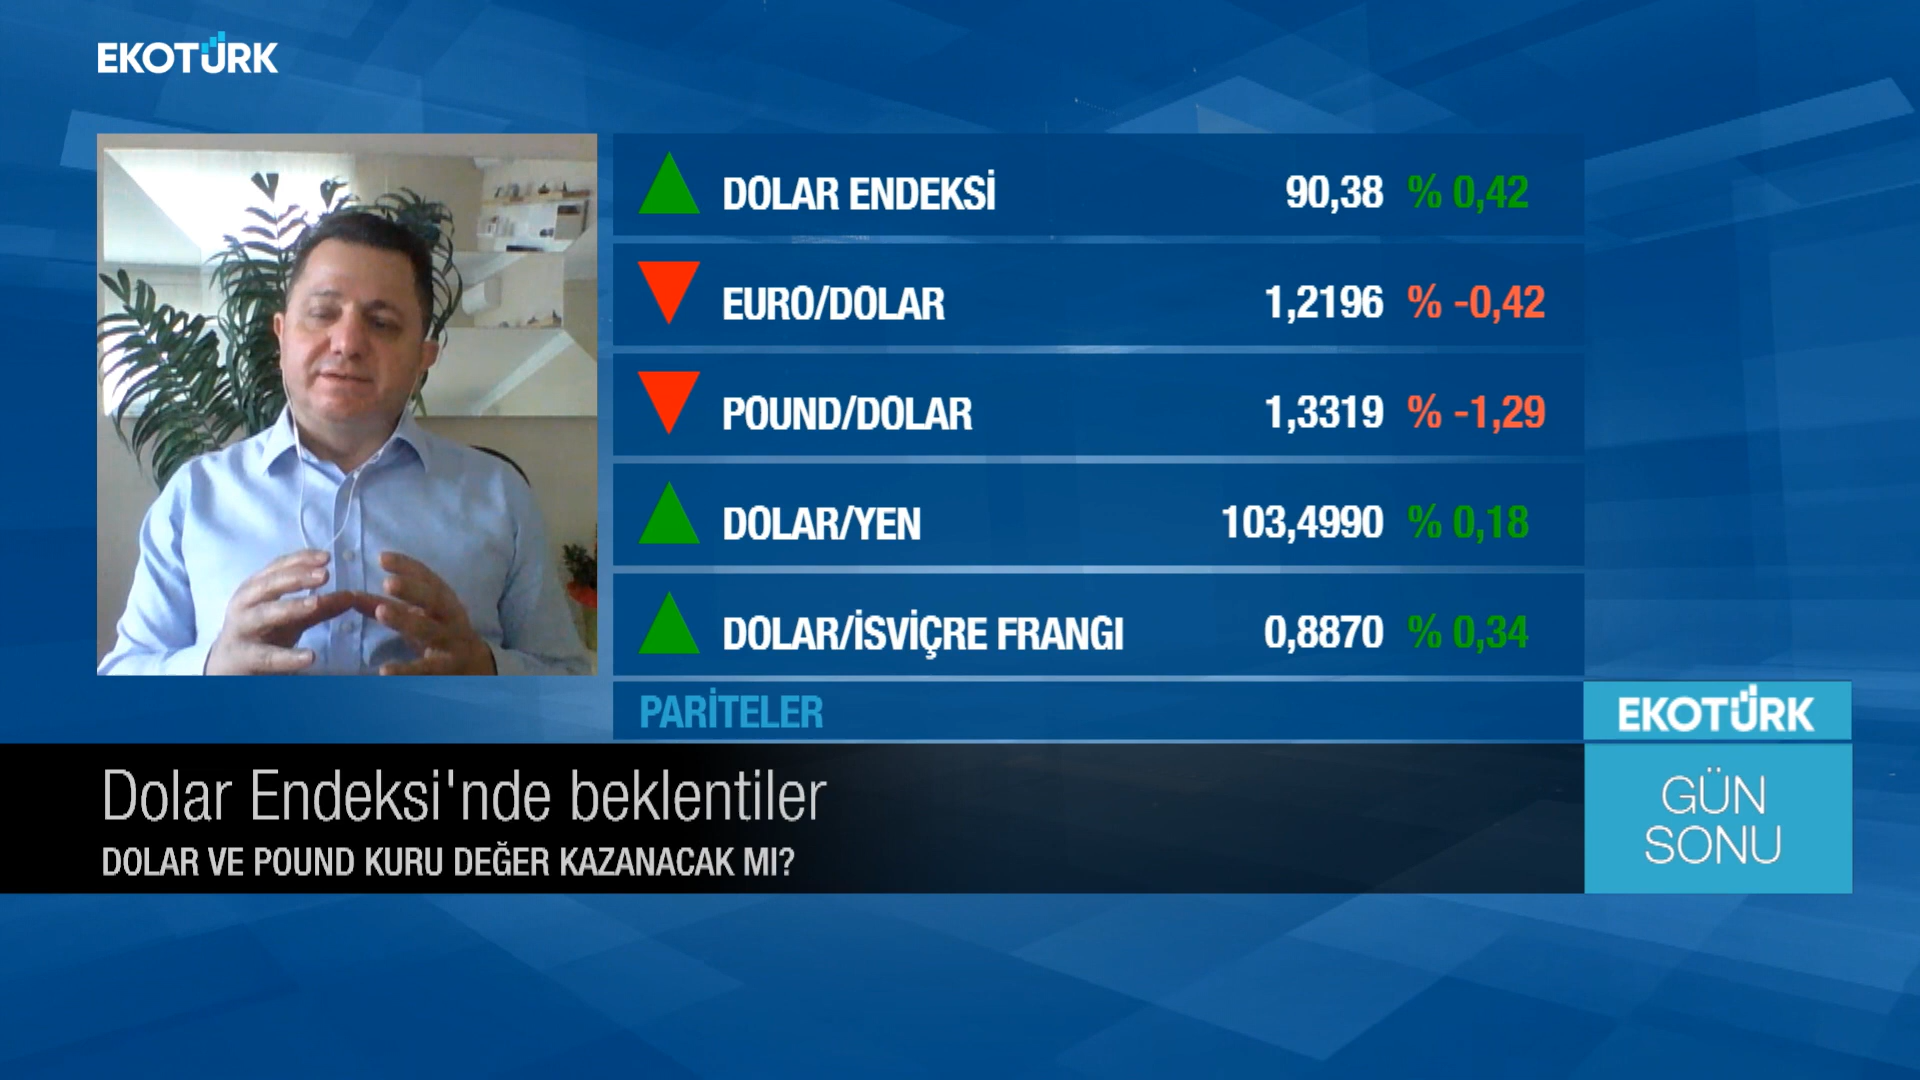 EKOTÜRK
DOLAR ENDEKSİ 90,38 % 0,42
EURO/DOLAR 1,2196 % -0,42
POUND/DOLAR 1,3319 % -1,29
DOLAR/YEN 103,4990 % 0,18
DOLAR/İSVİÇRE FRANGI 0,8870 % 0,34
PARİTELER
EKOTÜRK
Dolar Endeksi'nde beklentiler
DOLAR VE POUND KURU DEĞER KAZANACAK MI?
GÜN
SONU